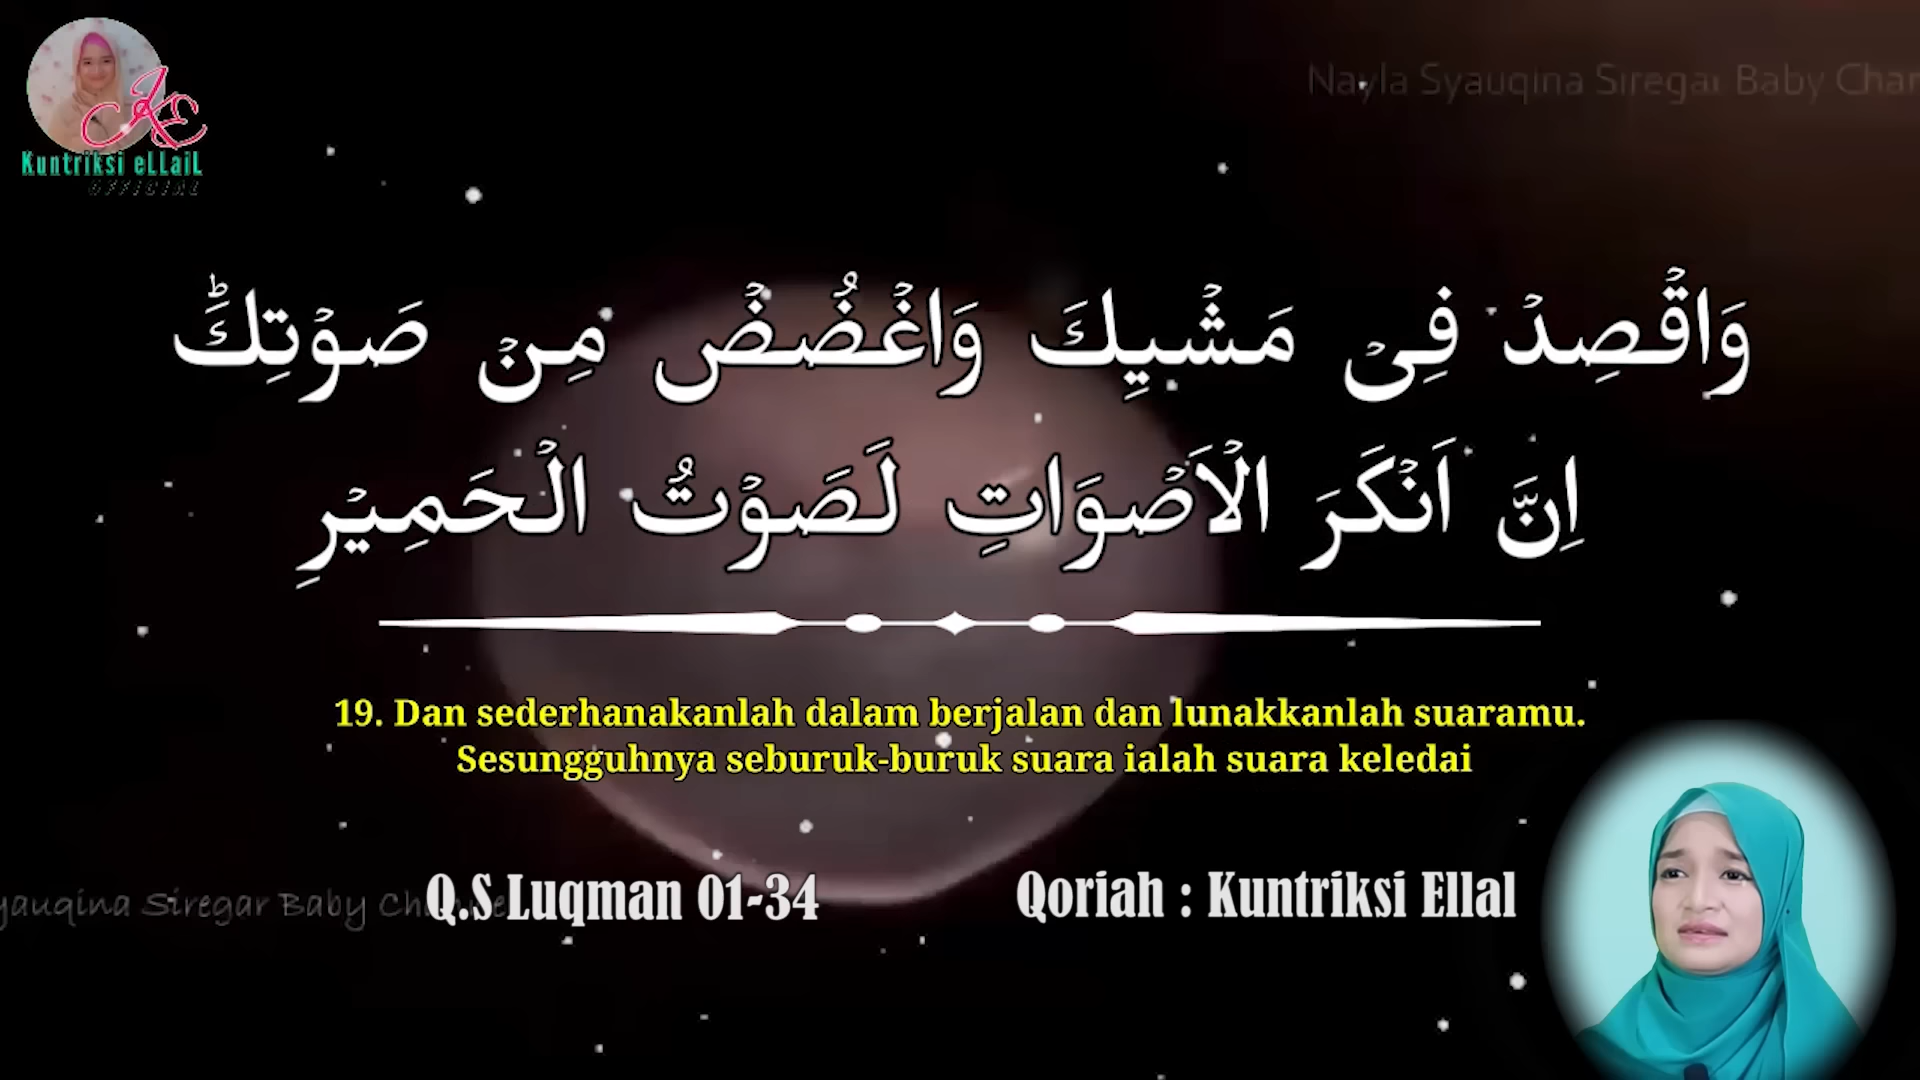 Kuntriksi eLLaiL
OFFICIAL
Nayla Syauqina Siregar Baby Chan
وَاقْصِدْ فِيْ مَشْيِكَ وَاغْضُضْ مِنْ صَوْتِكَۗ
اِنَّ اَنْكَرَ الْاَصْوَاتِ لَصَوْتُ الْحَمِيْرِ
19. Dan sederhanakanlah dalam berjalan dan lunakkanlah suaramu.
Sesungguhnya seburuk-buruk suara ialah suara keledai
yauqina Siregar Baby
Q.S Luqman 01-34
Qoriah : Kuntriksi Ellal